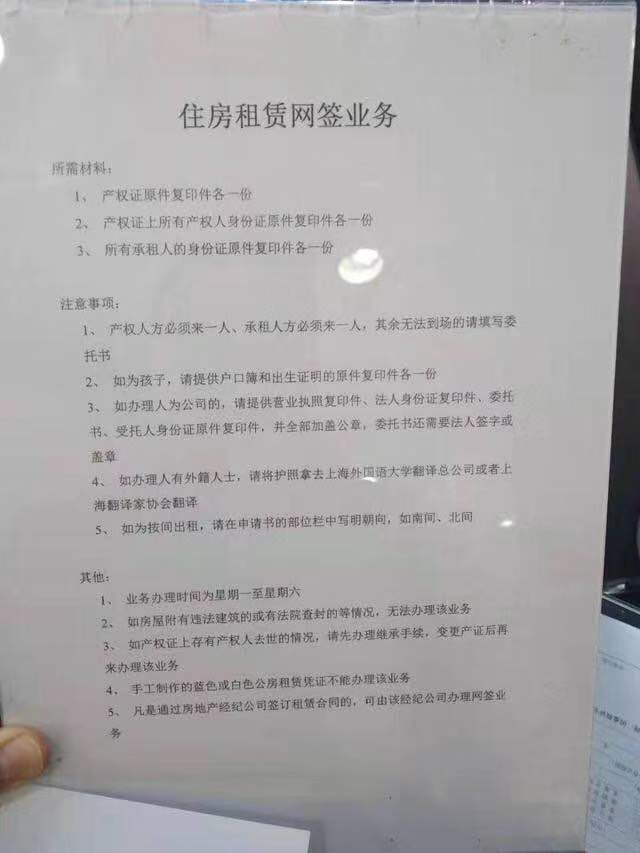 住房租赁网签业务
所需材料：
1、 产权证原件复印件各一份
2、 产权证上所有产权人身份证原件复印件各一份
3、 所有承租人的身份证原件复印件各一份
注意事项：
1、 产权人方必须来一人、承租人方必须来一人，其余无法到场的请填写委
托书
2、 如为孩子，请提供户口簿和出生证明的原件复印件各一份
3、 如办理人为公司的，请提供营业执照复印件、法人身份证复印件、委托
书、受托人身份证原件复印件，并全部加盖公章，委托书还需要法人签字或
盖章
4、 如办理人有外籍人士，请将护照拿去上海外国语大学翻译总公司或者上
海翻译家协会翻译
5、 如为按间出租，请在申请书的部位栏中写明朝向，如南间、北间
其他：
1、 业务办理时间为星期一至星期六
2、 如房屋附有违法建筑的或有法院查封的等情况，无法办理该业务
3、 如产权证上存有产权人去世的情况，请先办理继承手续，变更产证后再
来办理该业务
4、 手工制作的蓝色或白色公房租赁凭证不能办理该业务
5、 凡是通过房地产经纪公司签订租赁合同的，可由该经纪公司办理网签业
务